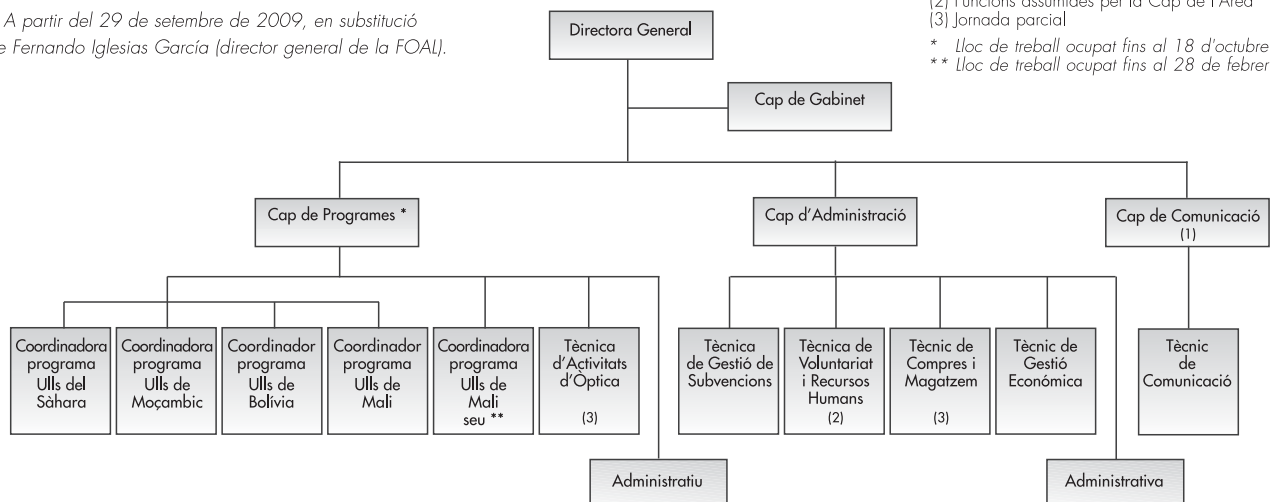 A partir del 29 de setembre de 2009, en substitució
Fernando Iglesias García (director general de la FOAL).
(2) Funcions assumides per la Cap de l'Àrea
(3) Jornada parcial
* Lloc de treball ocupat fins al 18 d'octubre
** Lloc de treball ocupat fins al 28 de febrer
Directora General
Cap de Gabinet
Cap de Programes *
Cap d'Administració
Cap de Comunicació
(1)
Coordinadora
programa
Ulls del
Sàhara
Coordinadora
programa
Ulls de
Moçambic
Coordinador
programa
Ulls de
Bolívia
Coordinador
programa
Ulls de
Mali
Coordinadora
programa
Ulls de
Mali
seu **
Tècnica
d'Activitats
d'Òptica
(3)
Tècnica
de Gestió de
Subvencions
Tècnica de
Voluntariat
i Recursos
Humans
(2)
Tècnic de
Compres i
Magatzem
(3)
Tècnic de
Gestió
Económica
Tècnic
de
Comunicació
Administratiu
Administrativa